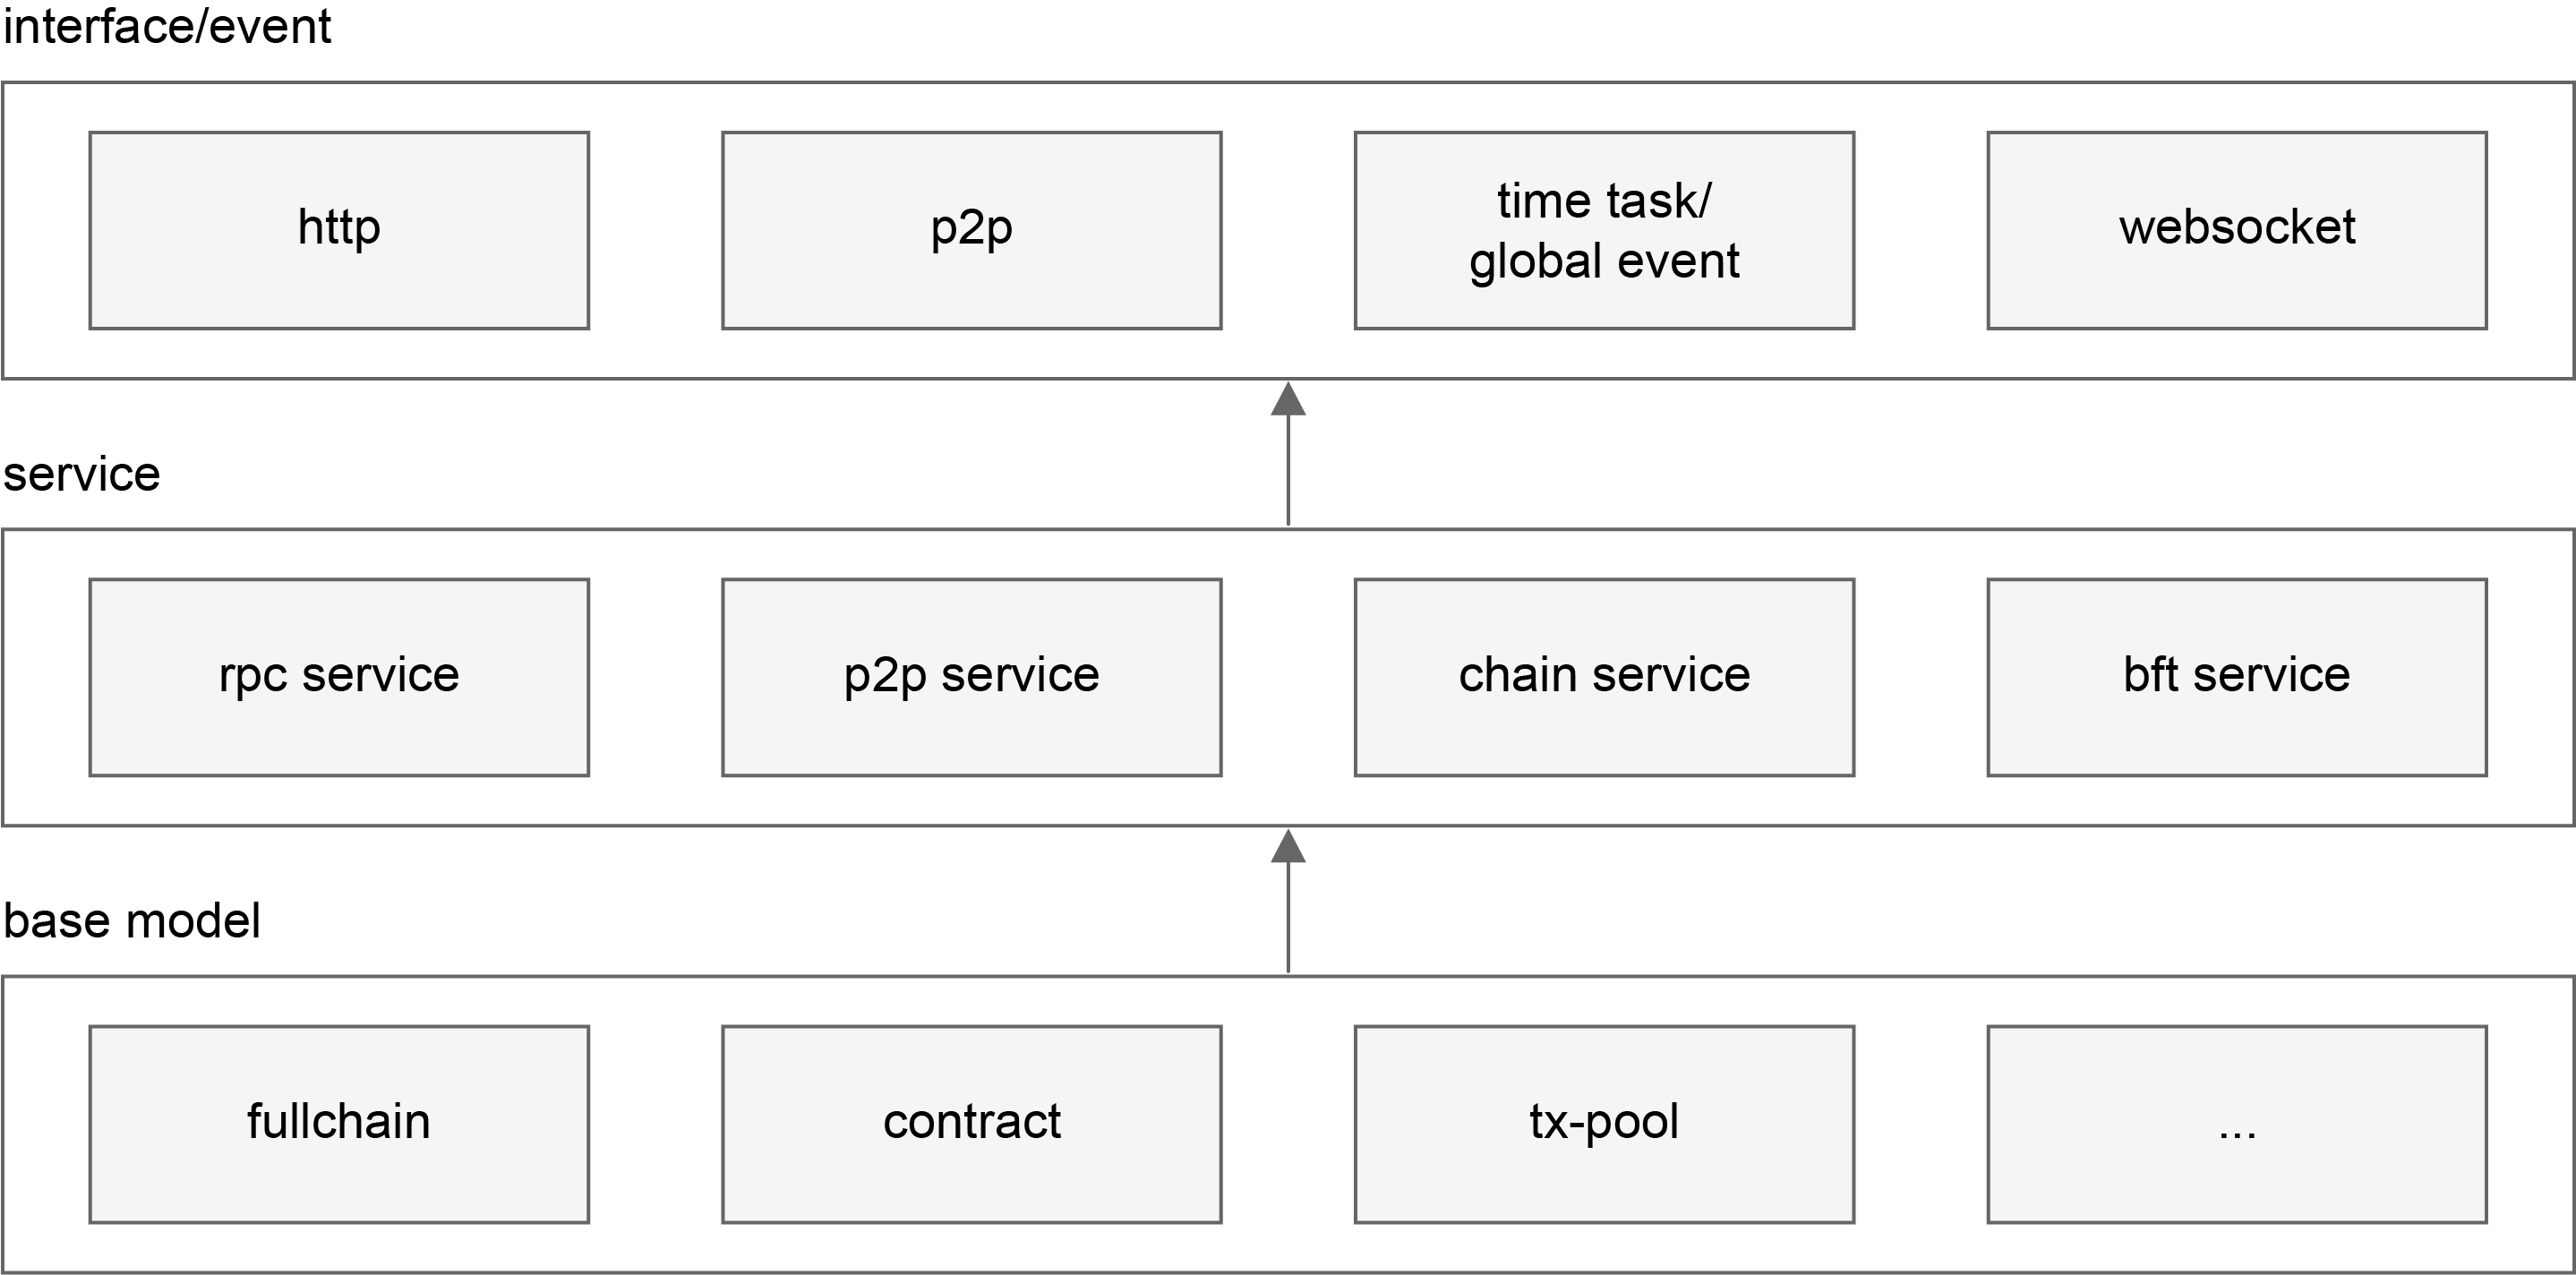 interface/event
http
p2p
time task/
global event
websocket
service
rpc service
p2p service
chain service
bft service
base model
fullchain
contract
tx-pool
...